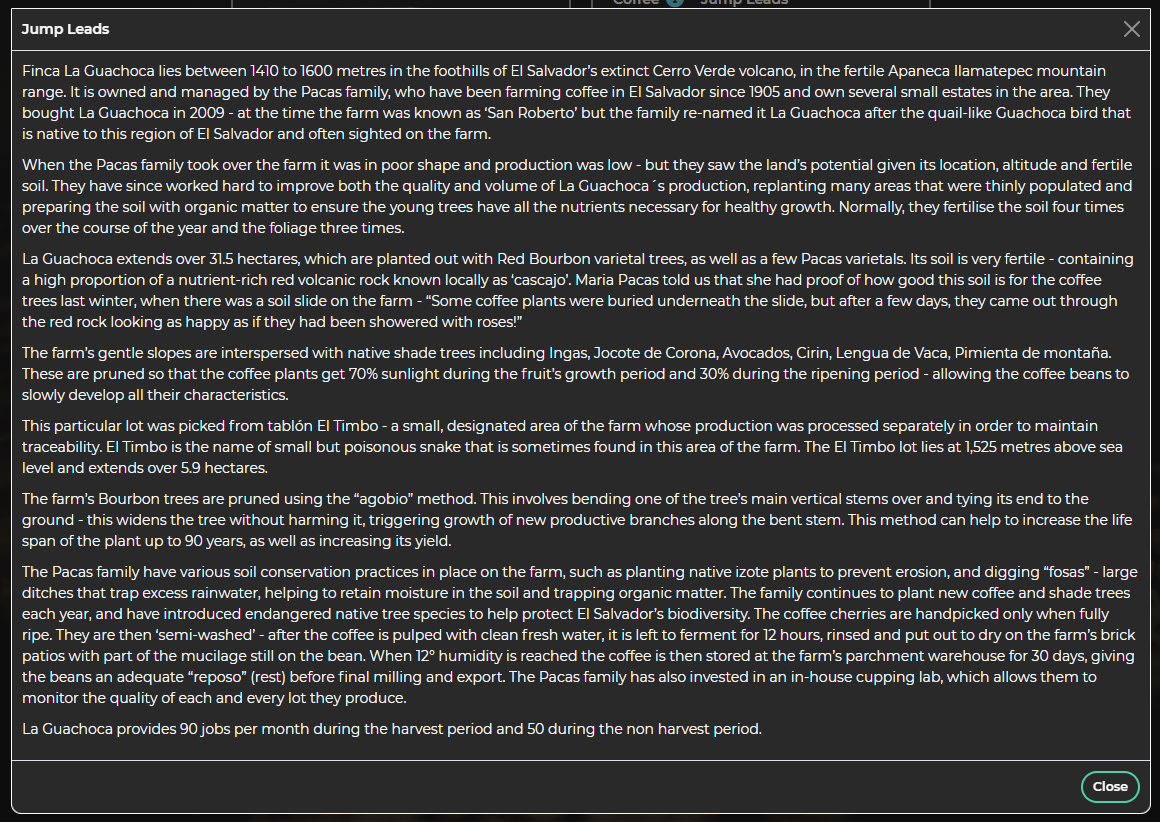 Coffee Jump Leads
Jump Leads
Finca La Guachoca lies between 1410 to 1600 metres in the foothills of El Salvador's extinct Cerro Verde volcano, in the fertile Apaneca Ilamatepec mountain
range. It is owned and managed by the Pacas family, who have been farming coffee in El Salvador since 1905 and own several small estates in the area. They
bought La Guachoca in 2009 - at the time the farm was known as ‘San Roberto’ but the family re-named it La Guachoca after the quail-like Guachoca bird that
is native to this region of El Salvador and often sighted on the farm.
When the Pacas family took over the farm it was in poor shape and production was low - but they saw the land’s potential given its location, altitude and fertile
soil. They have since worked hard to improve both the quality and volume of La Guachoca´s production, replanting many areas that were thinly populated and
preparing the soil with organic matter to ensure the young trees have all the nutrients necessary for healthy growth. Normally, they fertilise the soil four times
over the course of the year and the foliage three times.
La Guachoca extends over 31.5 hectares, which are planted out with Red Bourbon varietal trees, as well as a few Pacas varietals. Its soil is very fertile - containing
a high proportion of a nutrient-rich red volcanic rock known locally as ‘cascajo’. Maria Pacas told us that she had proof of how good this soil is for the coffee
trees last winter, when there was a soil slide on the farm - “Some coffee plants were buried underneath the slide, but after a few days, they came out through
the red rock looking as happy as if they had been showered with roses!”
The farm’s gentle slopes are interspersed with native shade trees including Ingas, Jocote de Corona, Avocados, Cirin, Lengua de Vaca, Pimienta de montaña.
These are pruned so that the coffee plants get 70% sunlight during the fruit’s growth period and 30% during the ripening period - allowing the coffee beans to
slowly develop all their characteristics.
This particular lot was picked from tablón El Timbo - a small, designated area of the farm whose production was processed separately in order to maintain
traceability. El Timbo is the name of small but poisonous snake that is sometimes found in this area of the farm. The El Timbo lot lies at 1,525 metres above sea
level and extends over 5.9 hectares.
The farm’s Bourbon trees are pruned using the “agobio” method. This involves bending one of the tree’s main vertical stems over and tying its end to the
ground - this widens the tree without harming it, triggering growth of new productive branches along the bent stem. This method can help to increase the life
span of the plant up to 90 years, as well as increasing its yield.
The Pacas family have various soil conservation practices in place on the farm, such as planting native izote plants to prevent erosion, and digging “fosas” - large
ditches that trap excess rainwater, helping to retain moisture in the soil and trapping organic matter. The family continues to plant new coffee and shade trees
each year, and have introduced endangered native tree species to help protect El Salvador’s biodiversity. The coffee cherries are handpicked only when fully
ripe. They are then ‘semi-washed’ - after the coffee is pulped with clean fresh water, it is left to ferment for 12 hours, rinsed and put out to dry on the farm’s brick
patios with part of the mucilage still on the bean. When 12° humidity is reached the coffee is then stored at the farm’s parchment warehouse for 30 days, giving
the beans an adequate “reposo” (rest) before final milling and export. The Pacas family has also invested in an in-house cupping lab, which allows them to
monitor the quality of each and every lot they produce.
La Guachoca provides 90 jobs per month during the harvest period and 50 during the non harvest period.
Close